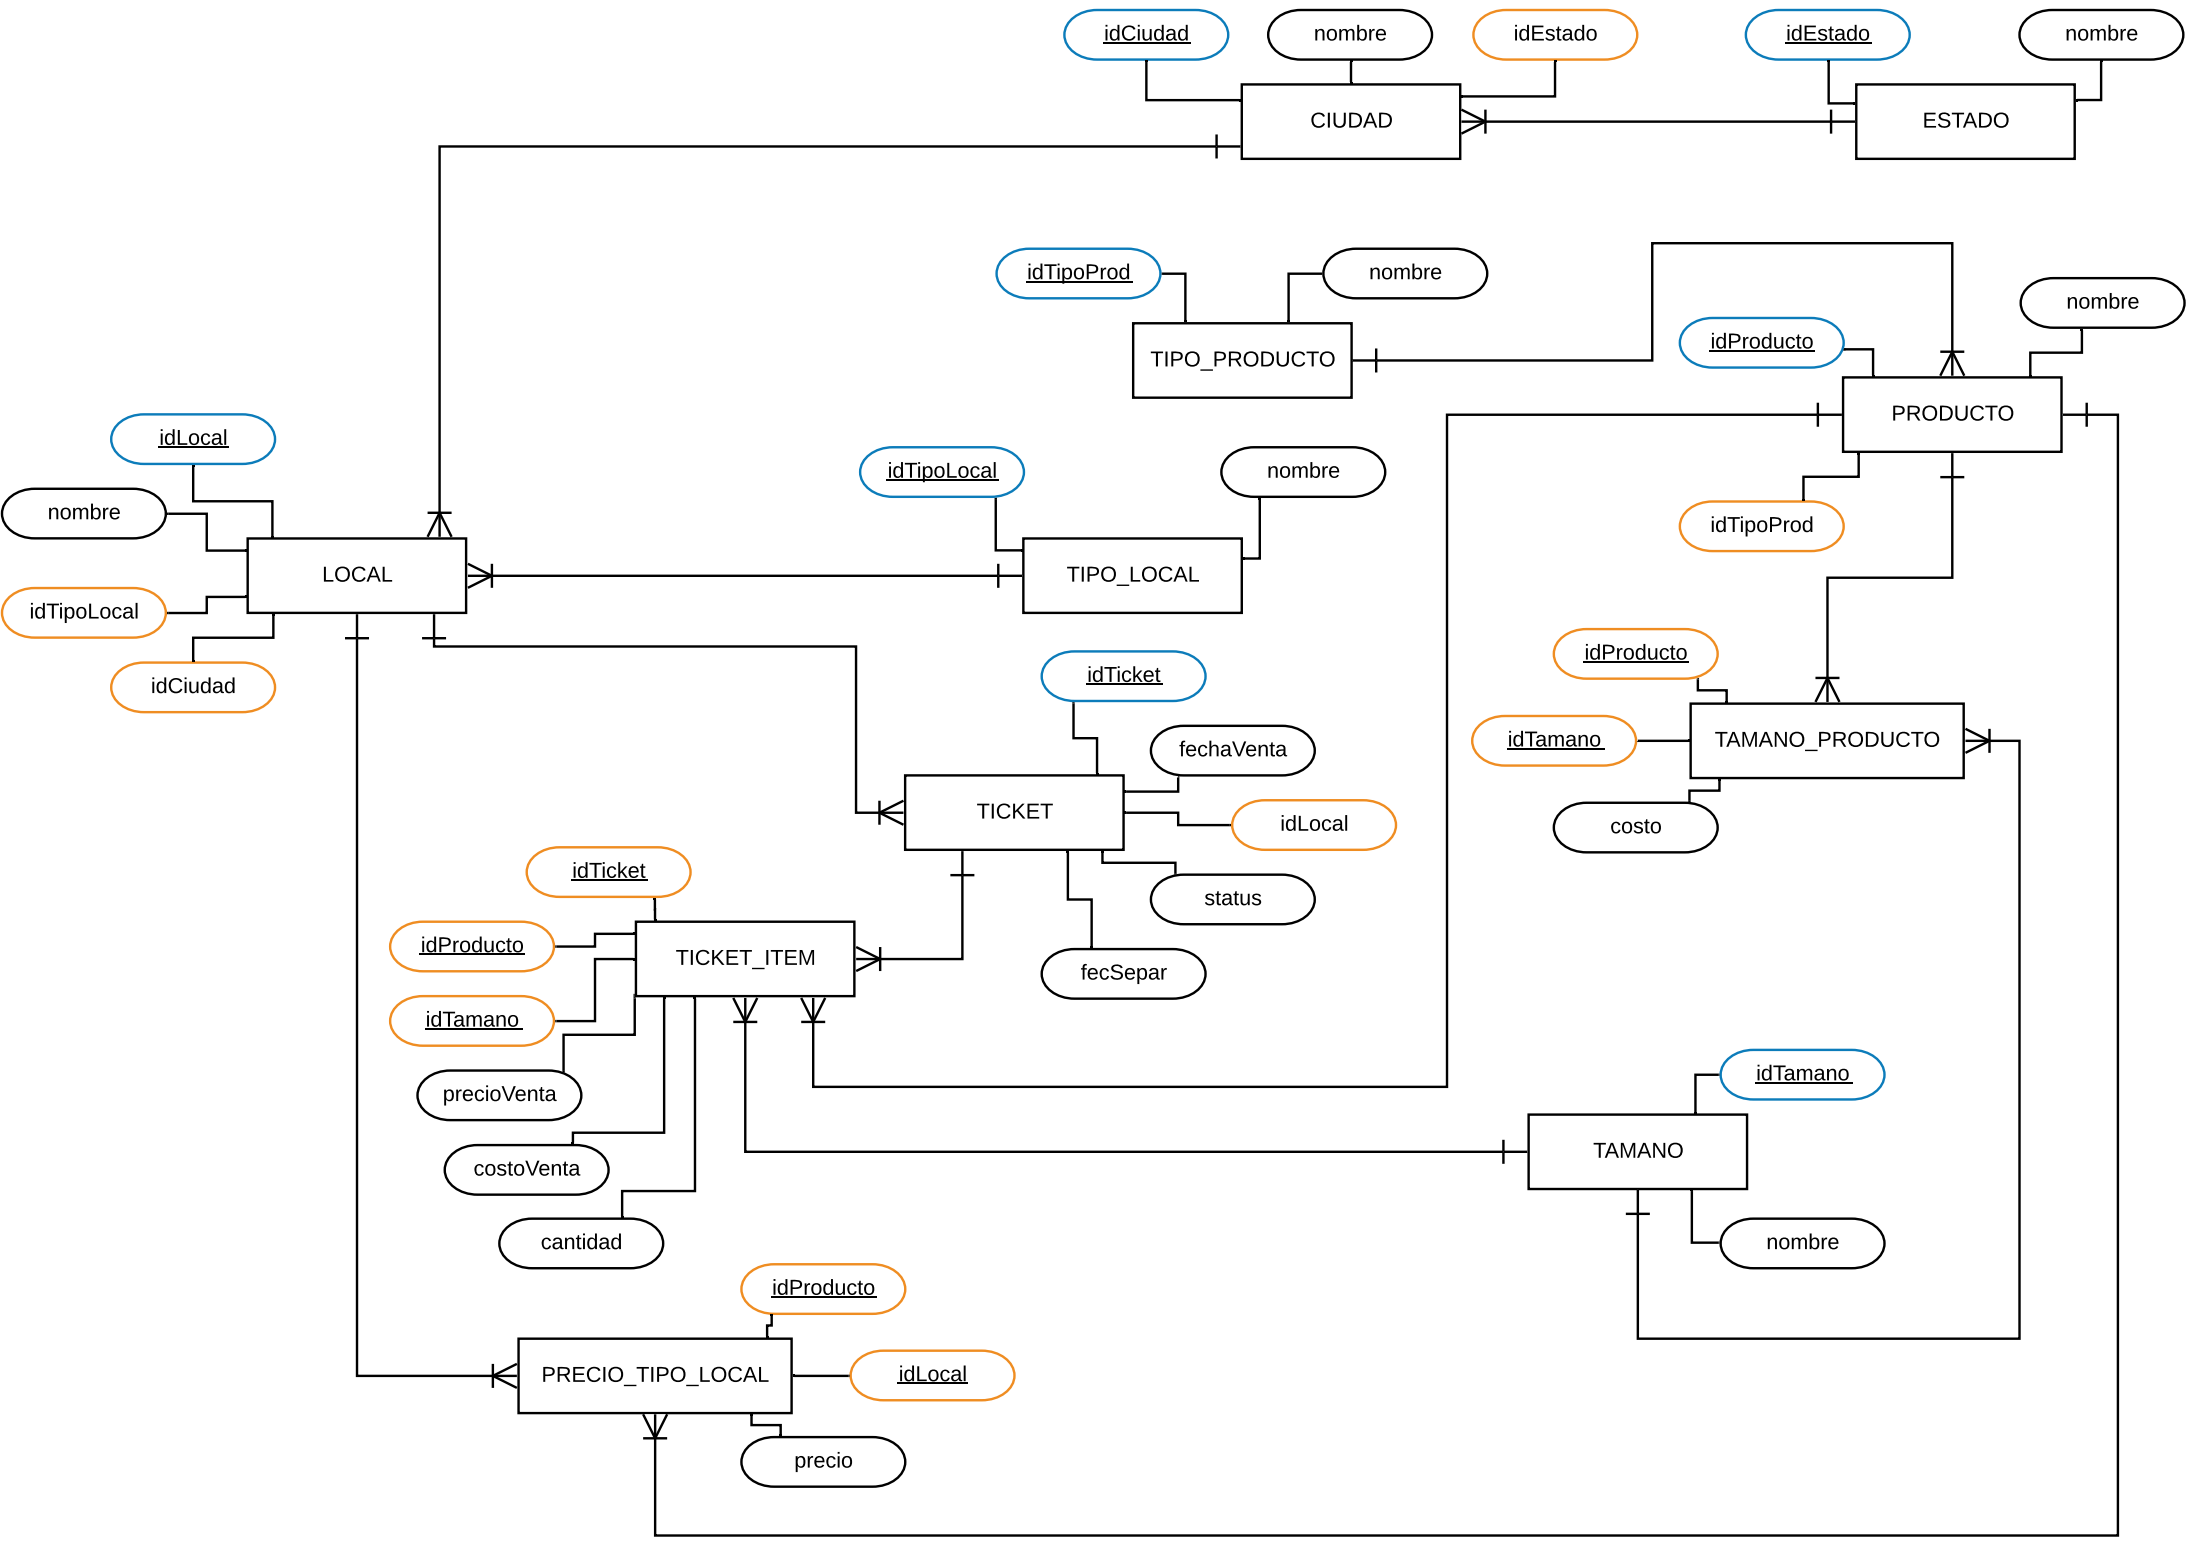 idCiudad
nombre
idEstado
idEstado
nombre
CIUDAD
ESTADO
idTipoProd
nombre
nombre
idProducto
TIPO_PRODUCTO
PRODUCTO
idLocal
idTipoLocal
nombre
nombre
idTipoProd
LOCAL
TIPO_LOCAL
idTipoLocal
idProducto
idCiudad
idTicket
fechaVenta
idTamano
TAMANO_PRODUCTO
TICKET
idLocal
costo
idTicket
status
idProducto
TICKET_ITEM
fecSepar
idTamano
idTamano
precioVenta
TAMANO
costoVenta
cantidad
nombre
idProducto
PRECIO_TIPO_LOCAL
idLocal
precio